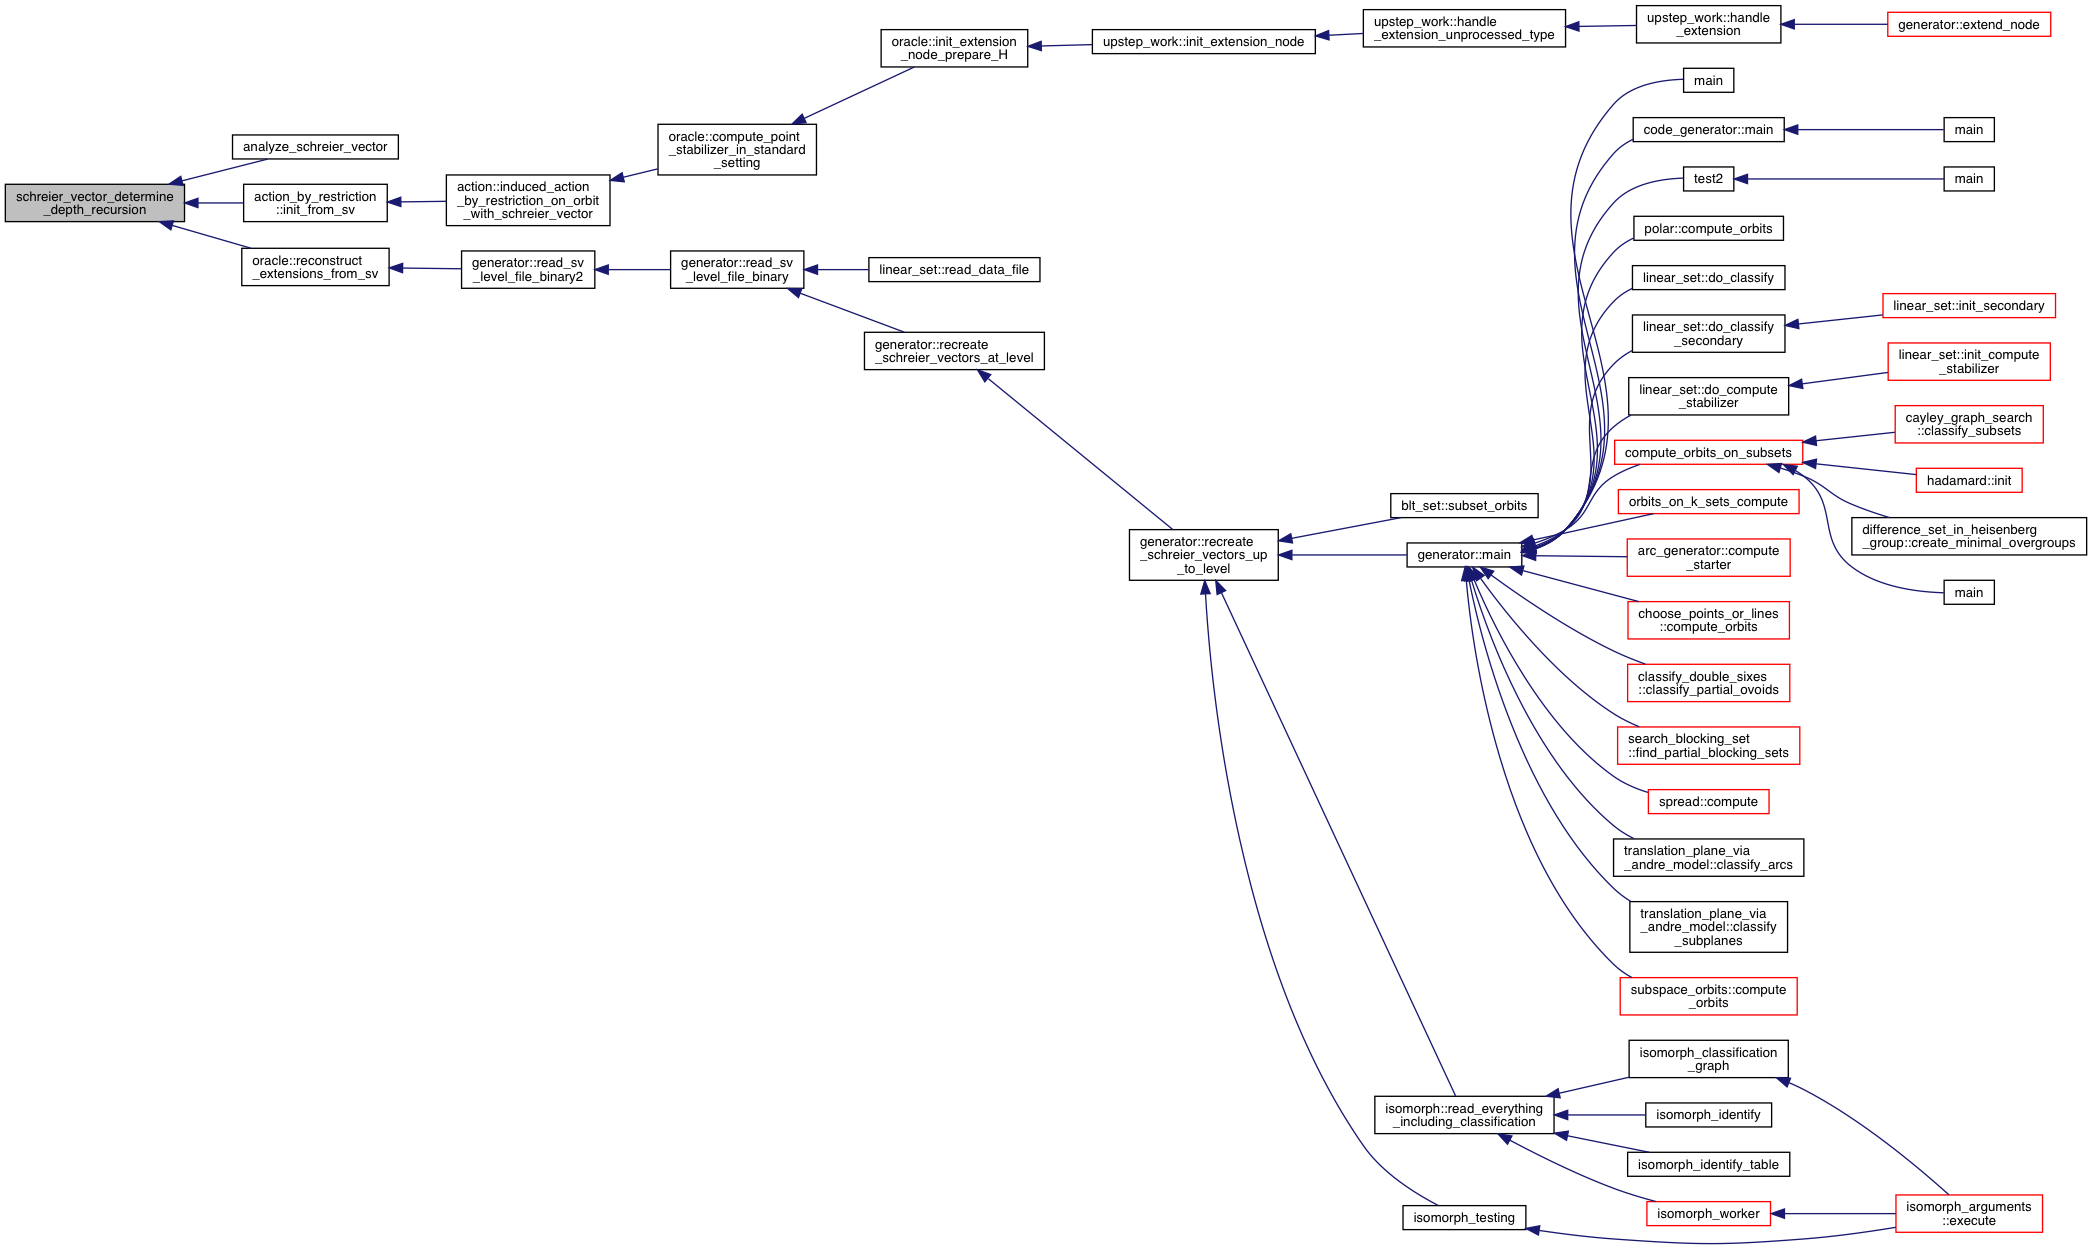 schreier_vector_determine
_depth_recursion
analyze_schreier_vector
action_by_restriction
::init_from_sv
oracle::reconstruct
_extensions_from_sv
action::induced_action
_by_restriction_on_orbit
_with_schreier_vector
generator::read_sv
_level_file_binary2
oracle::compute_point
_stabilizer_in_standard
_setting
generator::read_sv
_level_file_binary
oracle::init_extension
_node_prepare_H
linear_set::read_data_file
generator::recreate
_schreier_vectors_at_level
upstep_work::init_extension_node
generator::recreate
_schreier_vectors_up
_to_level
upstep_work::handle
_extension_unprocessed_type
blt_set::subset_orbits
generator::main
isomorph::read_everything
_including_classification
isomorph_testing
upstep_work::handle
_extension
main
code_generator::main
test2
polar::compute_orbits
linear_set::do_classify
linear_set::do_classify
_secondary
linear_set::do_compute
_stabilizer
compute_orbits_on_subsets
orbits_on_k_sets_compute
arc_generator::compute
_starter
choose_points_or_lines
::compute_orbits
classify_double_sixes
::classify_partial_ovoids
search_blocking_set
::find_partial_blocking_sets
spread::compute
translation_plane_via
_andre_model::classify_arcs
translation_plane_via
_andre_model::classify
_subplanes
subspace_orbits::compute
_orbits
isomorph_classification
_graph
isomorph_identify
isomorph_identify_table
isomorph_worker
generator::extend_node
main
main
linear_set::init_secondary
linear_set::init_compute
_stabilizer
cayley_graph_search
::classify_subsets
hadamard::init
difference_set_in_heisenberg
_group::create_minimal_overgroups
main
isomorph_arguments
::execute